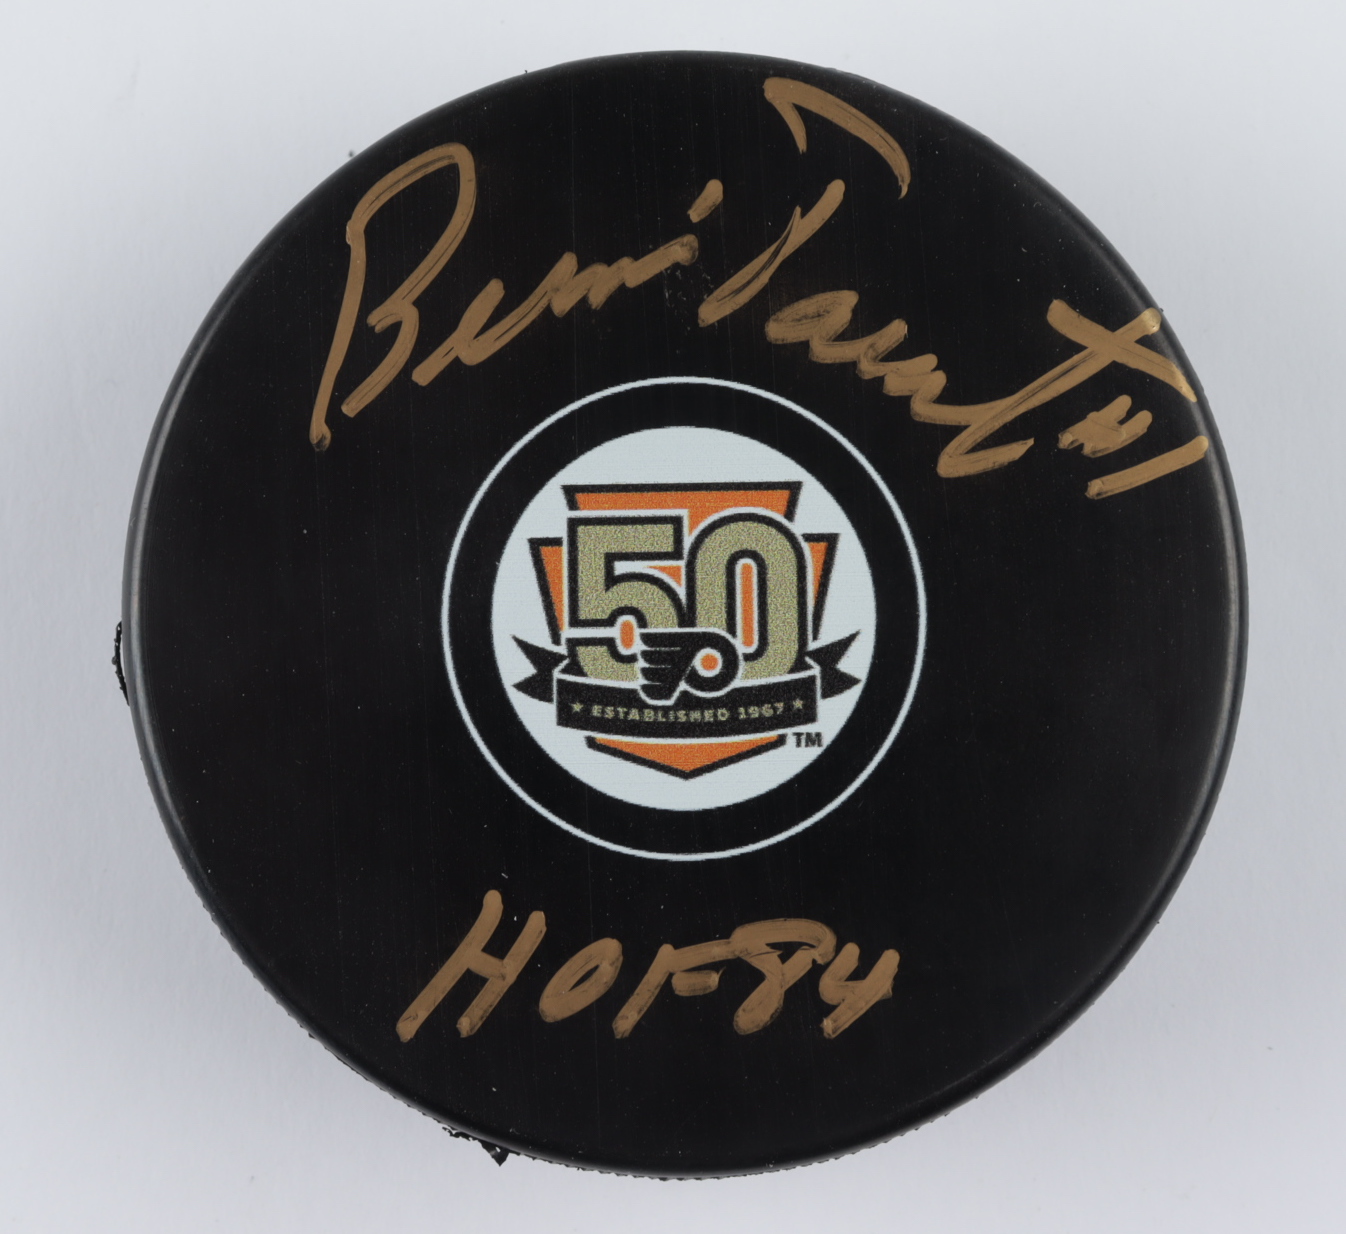 Bernie Parent #1
50
★ ESTABLISHED 1967 ★
TM
HOF 84